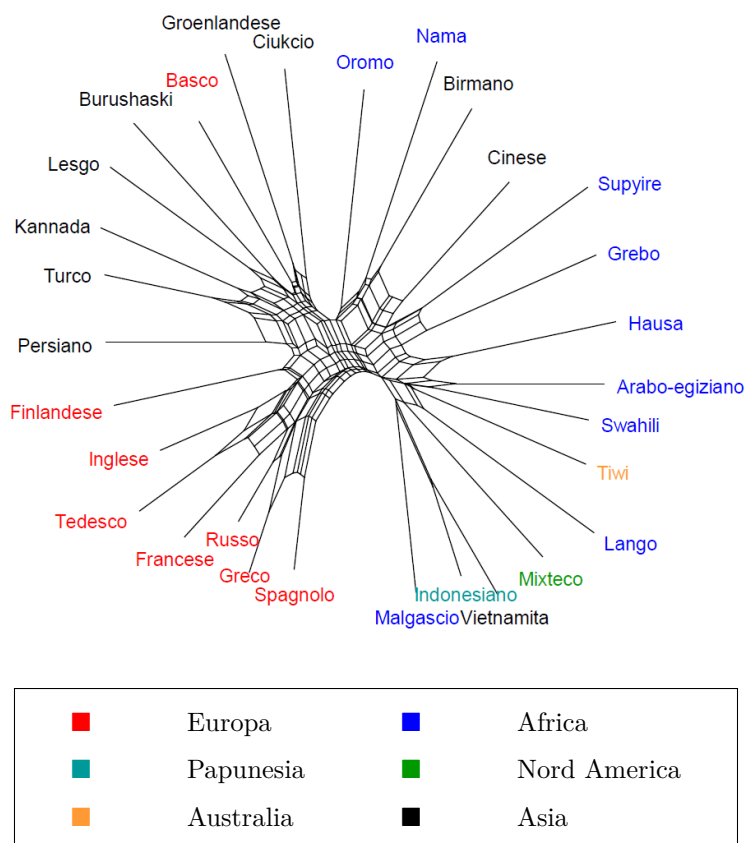 Groenlandese
Ciukcio
Nama
Oromo
Basco
Birmano
Burushaski
Cinese
Lesgo
Supyire
Kannada
Grebo
Turco
Hausa
Persiano
Arabo-egiziano
Finlandese
Swahili
Inglese
Tiwi
Tedesco
Lango
Russo
Francese
Mixteco
Greco
Spagnolo
Indonesiano
Malgascio Vietnamita
Europa Africa
Papunesia Nord America
Australia Asia